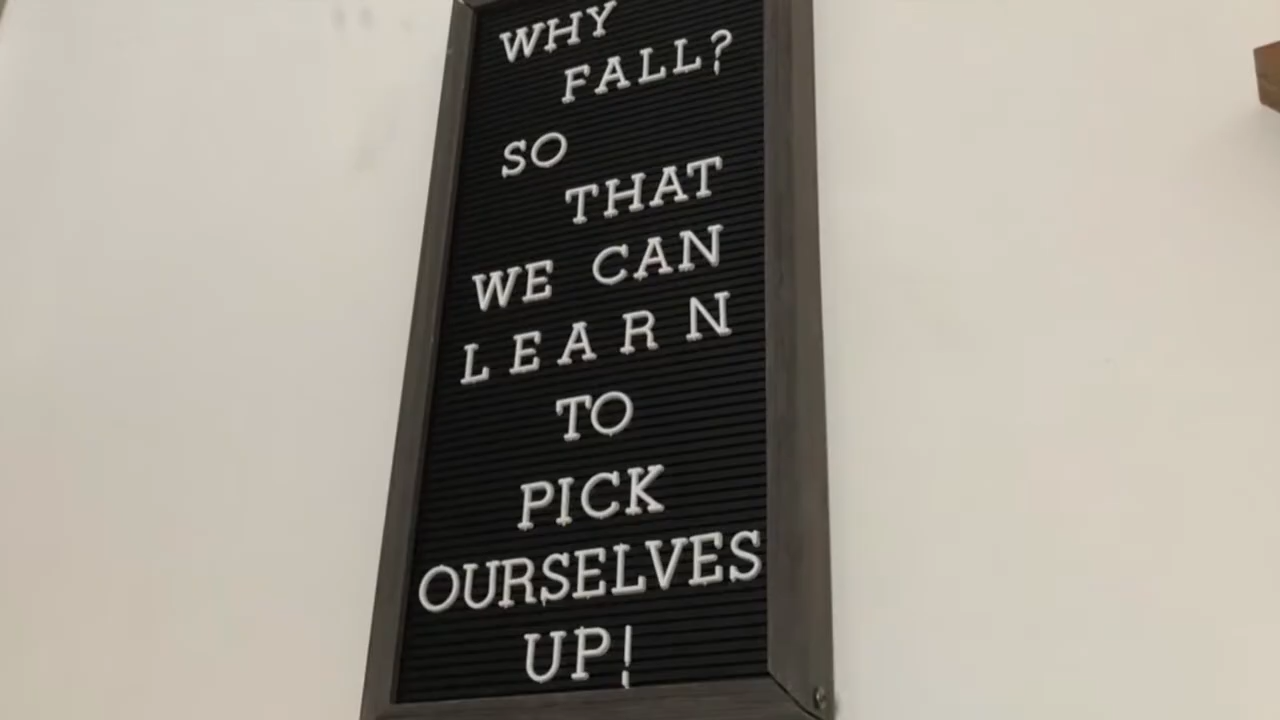 WHY
FALL?
SO
THAT
WE CAN
LEARN
TO
PICK
OURSELVES
UP!